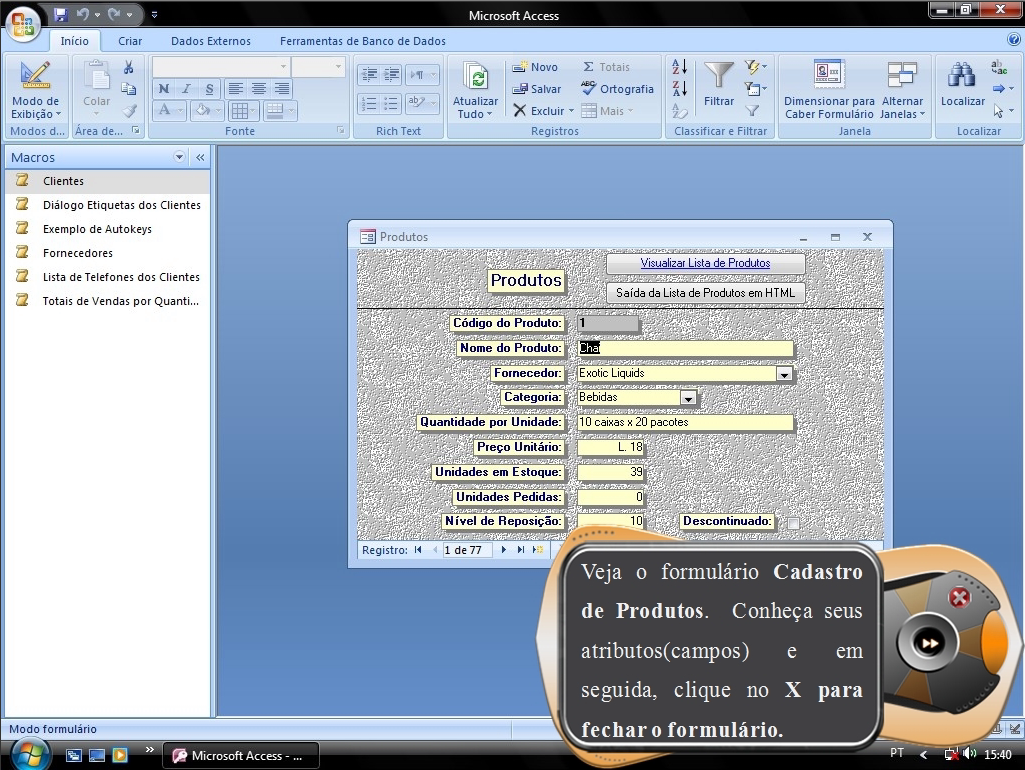 Microsoft Access
Início Criar Dados Externos Ferramentas de Banco de Dados
Modo de Exibição
Modos d...
Colar
Área de...
N I S
A
ab
Fonte
Rich Text
Atualizar Tudo
Novo
Salvar
Excluir
Σ Totais
ABC Ortografia
Mais
Registros
Filtrar
Classificar e Filtrar
Dimensionar para Caber Formulário
Alternar Janelas
Janela
Localizar
Localizar
Macros
Clientes
Diálogo Etiquetas dos Clientes
Exemplo de Autokeys
Fornecedores
Lista de Telefones dos Clientes
Totais de Vendas por Quanti...
Produtos
Produtos
Visualizar Lista de Produtos
Saída da Lista de Produtos em HTML
Código do Produto: 1
Nome do Produto: Chai
Fornecedor: Exotic Liquids
Categoria: Bebidas
Quantidade por Unidade: 10 caixas x 20 pacotes
Preço Unitário: L. 18
Unidades em Estoque: 39
Unidades Pedidas: 0
Nível de Reposição: 10 Descontinuado:
Registro: 1 de 77
Veja o formulário Cadastro
de Produtos. Conheça seus
atributos(campos) e em
seguida, clique no X para
fechar o formulário.
Modo formulário
Microsoft Access - ...
PT
15:40